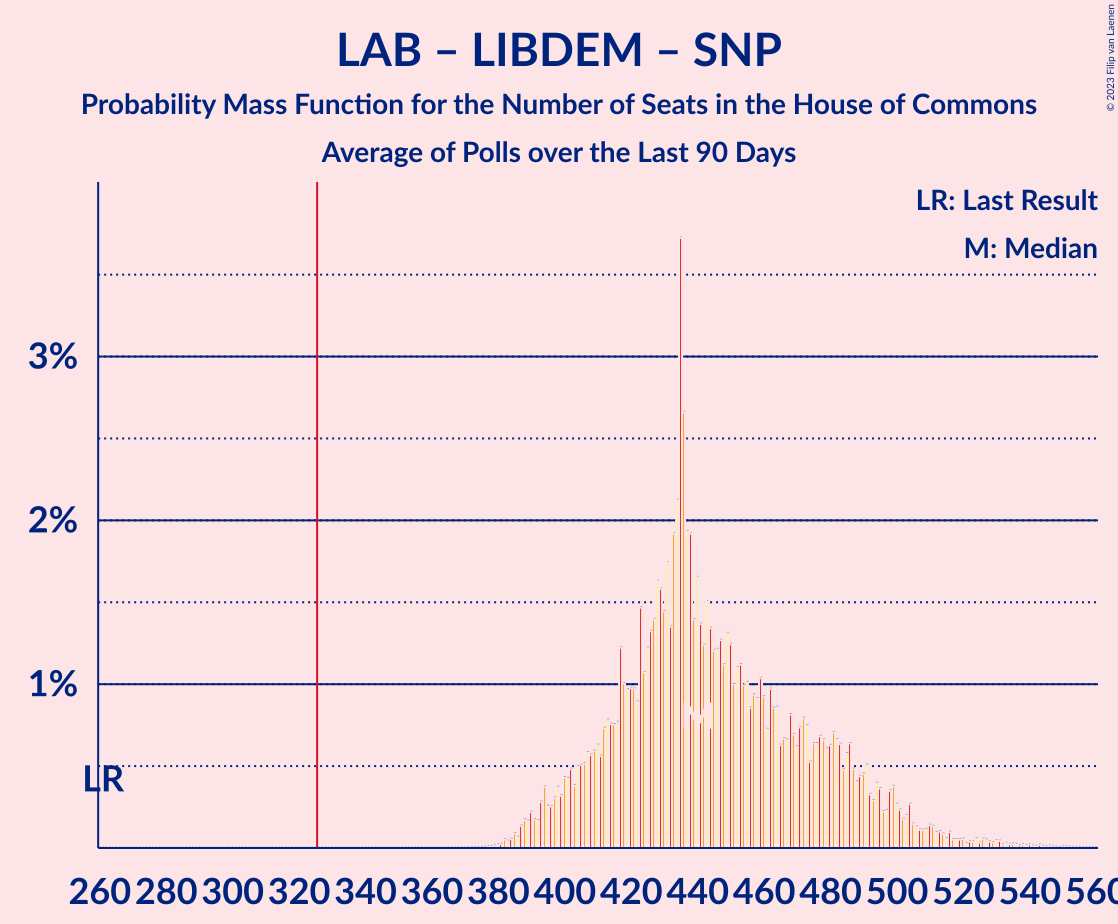 LAB – LIBDEM – SNP
Probability Mass Function for the Number of Seats in the House of Commons
Average of Polls over the Last 90 Days
© 2023 Filip van Laenen
LR: Last Result
M: Median
3%
2%
1%
LR
M
260 280 300 320 340 360 380 400 420 440 460 480 500 520 540 560